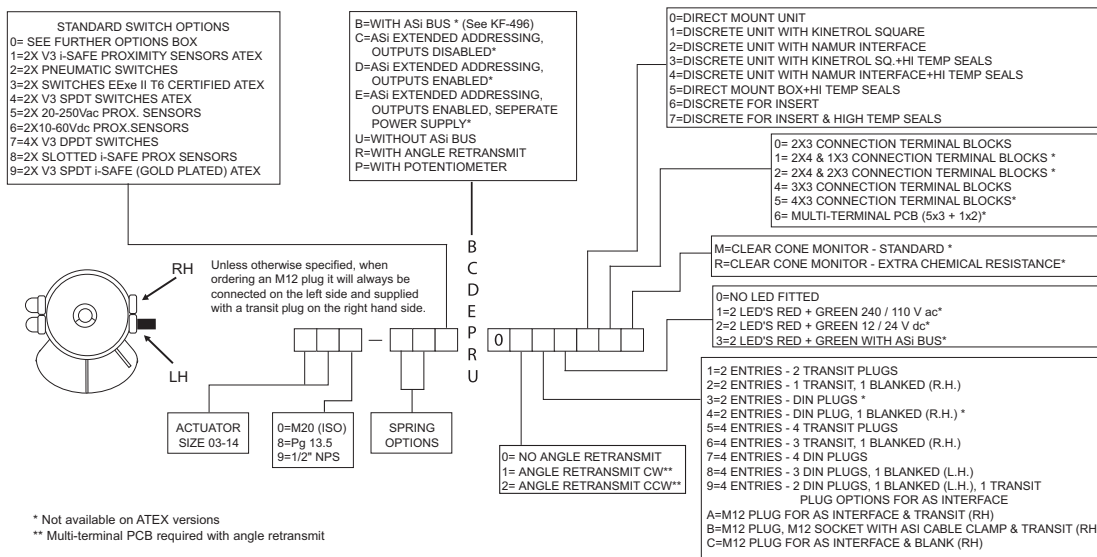 STANDARD SWITCH OPTIONS
0= SEE FURTHER OPTIONS BOX
1=2X V3 i-SAFE PROXIMITY SENSORS ATEX
2=2X PNEUMATIC SWITCHES
3=2X SWITCHES EExe II T6 CERTIFIED ATEX
4=2X V3 SPDT SWITCHES ATEX
5=2X 20-250Vac PROX. SENSORS
6=2X10-60Vdc PROX.SENSORS
7=4X V3 DPDT SWITCHES
8=2X SLOTTED i-SAFE PROX SENSORS
9=2X V3 SPDT i-SAFE (GOLD PLATED) ATEX
B=WITH ASi BUS * (See KF-496)
C=ASi EXTENDED ADDRESSING,
OUTPUTS DISABLED*
D=ASi EXTENDED ADDRESSING,
OUTPUTS ENABLED*
E=ASi EXTENDED ADDRESSING,
OUTPUTS ENABLED, SEPERATE
POWER SUPPLY*
U=WITHOUT ASi BUS
R=WITH ANGLE RETRANSMIT
P=WITH POTENTIOMETER
0=DIRECT MOUNT UNIT
1=DISCRETE UNIT WITH KINETROL SQUARE
2=DISCRETE UNIT WITH NAMUR INTERFACE
3=DISCRETE UNIT WITH KINETROL SQ.+HI TEMP SEALS
4=DISCRETE UNIT WITH NAMUR INTERFACE+HI TEMP SEALS
5=DIRECT MOUNT BOX+HI TEMP SEALS
6=DISCRETE FOR INSERT
7=DISCRETE FOR INSERT & HIGH TEMP SEALS
0= 2X3 CONNECTION TERMINAL BLOCKS
1= 2X4 & 1X3 CONNECTION TERMINAL BLOCKS *
2= 2X4 & 2X3 CONNECTION TERMINAL BLOCKS *
4= 3X3 CONNECTION TERMINAL BLOCKS
5= 4X3 CONNECTION TERMINAL BLOCKS*
6= MULTI-TERMINAL PCB (5x3 + 1x2)*
M=CLEAR CONE MONITOR - STANDARD *
R=CLEAR CONE MONITOR - EXTRA CHEMICAL RESISTANCE*
0=NO LED FITTED
1=2 LED'S RED + GREEN 240 / 110 V ac*
2=2 LED'S RED + GREEN 12 / 24 V dc*
3=2 LED'S RED + GREEN WITH ASi BUS*
RH
Unless otherwise specified, when
ordering an M12 plug it will always be
connected on the left side and supplied
with a transit plug on the right hand side.
LH
B
C
D
E
P
R
U
–
0
ACTUATOR
SIZE 03-14
0=M20 (ISO)
8=Pg 13.5
9=1/2" NPS
SPRING
OPTIONS
0= NO ANGLE RETRANSMIT
1= ANGLE RETRANSMIT CW**
2= ANGLE RETRANSMIT CCW**
1=2 ENTRIES - 2 TRANSIT PLUGS
2=2 ENTRIES - 1 TRANSIT, 1 BLANKED (R.H.)
3=2 ENTRIES - DIN PLUGS *
4=2 ENTRIES - DIN PLUG, 1 BLANKED (R.H.) *
5=4 ENTRIES - 4 TRANSIT PLUGS
6=4 ENTRIES - 3 TRANSIT, 1 BLANKED (R.H.)
7=4 ENTRIES - 4 DIN PLUGS
8=4 ENTRIES - 3 DIN PLUGS, 1 BLANKED (L.H.)
9=4 ENTRIES - 2 DIN PLUGS, 1 BLANKED (L.H.), 1 TRANSIT
PLUG OPTIONS FOR AS INTERFACE
A=M12 PLUG FOR AS INTERFACE & TRANSIT (RH)
B=M12 PLUG, M12 SOCKET WITH ASI CABLE CLAMP & TRANSIT (RH
C=M12 PLUG FOR AS INTERFACE & BLANK (RH)
* Not available on ATEX versions
** Multi-terminal PCB required with angle retransmit